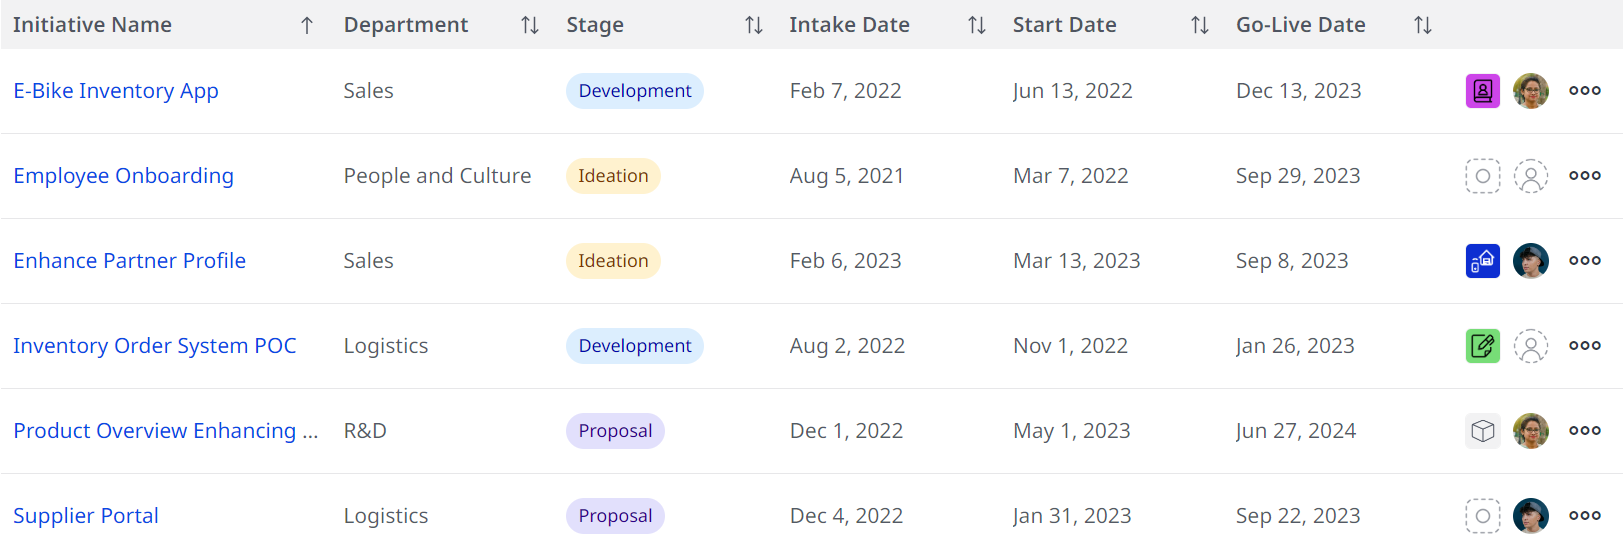 Initiative Name Department Stage Intake Date Start Date Go-Live Date
E-Bike Inventory App Sales Development Feb 7, 2022 Jun 13, 2022 Dec 13, 2023
Employee Onboarding People and Culture Ideation Aug 5, 2021 Mar 7, 2022 Sep 29, 2023
Enhance Partner Profile Sales Ideation Feb 6, 2023 Mar 13, 2023 Sep 8, 2023
Inventory Order System POC Logistics Development Aug 2, 2022 Nov 1, 2022 Jan 26, 2023
Product Overview Enhancing ... R&D Proposal Dec 1, 2022 May 1, 2023 Jun 27, 2024
Supplier Portal Logistics Proposal Dec 4, 2022 Jan 31, 2023 Sep 22, 2023